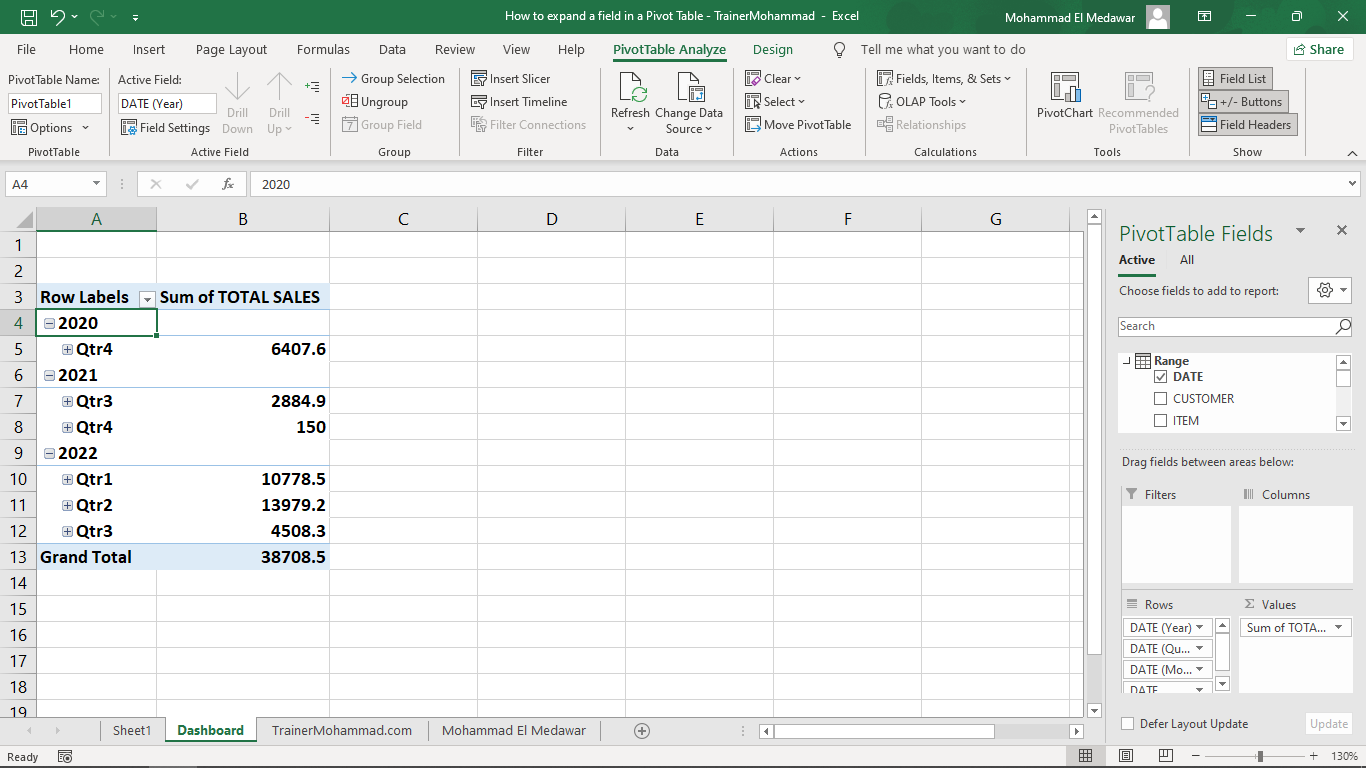 How to expand a field in a Pivot Table - TrainerMohammad - Excel
Mohammad El Medawar
File Home Insert Page Layout Formulas Data Review View Help PivotTable Analyze Design Tell me what you want to do Share
PivotTable Name:
PivotTable1
Options
PivotTable
Active Field:
DATE (Year)
Field Settings
Drill Down
Drill Up
Active Field
Group Selection
Ungroup
Group Field
Group
Insert Slicer
Insert Timeline
Filter Connections
Filter
Refresh
Change Data Source
Data
Clear
Select
Move PivotTable
Actions
Fields, Items, & Sets
OLAP Tools
Relationships
Calculations
PivotChart
Recommended PivotTables
Tools
Field List
+/- Buttons
Field Headers
Show
A4 fx 2020
A B C D E F G
1
2
3 Row Labels Sum of TOTAL SALES
4 2020
5 Qtr4 6407.6
6 2021
7 Qtr3 2884.9
8 Qtr4 150
9 2022
10 Qtr1 10778.5
11 Qtr2 13979.2
12 Qtr3 4508.3
13 Grand Total 38708.5
14
15
16
17
18
19
PivotTable Fields
Active All
Choose fields to add to report:
Search
Range
DATE
CUSTOMER
ITEM
Drag fields between areas below:
Filters Columns
Rows Σ Values
DATE (Year) Sum of TOTA...
DATE (Qu...
DATE (Mo...
DATE
Defer Layout Update Update
Sheet1 Dashboard TrainerMohammad.com Mohammad El Medawar
Ready 130%